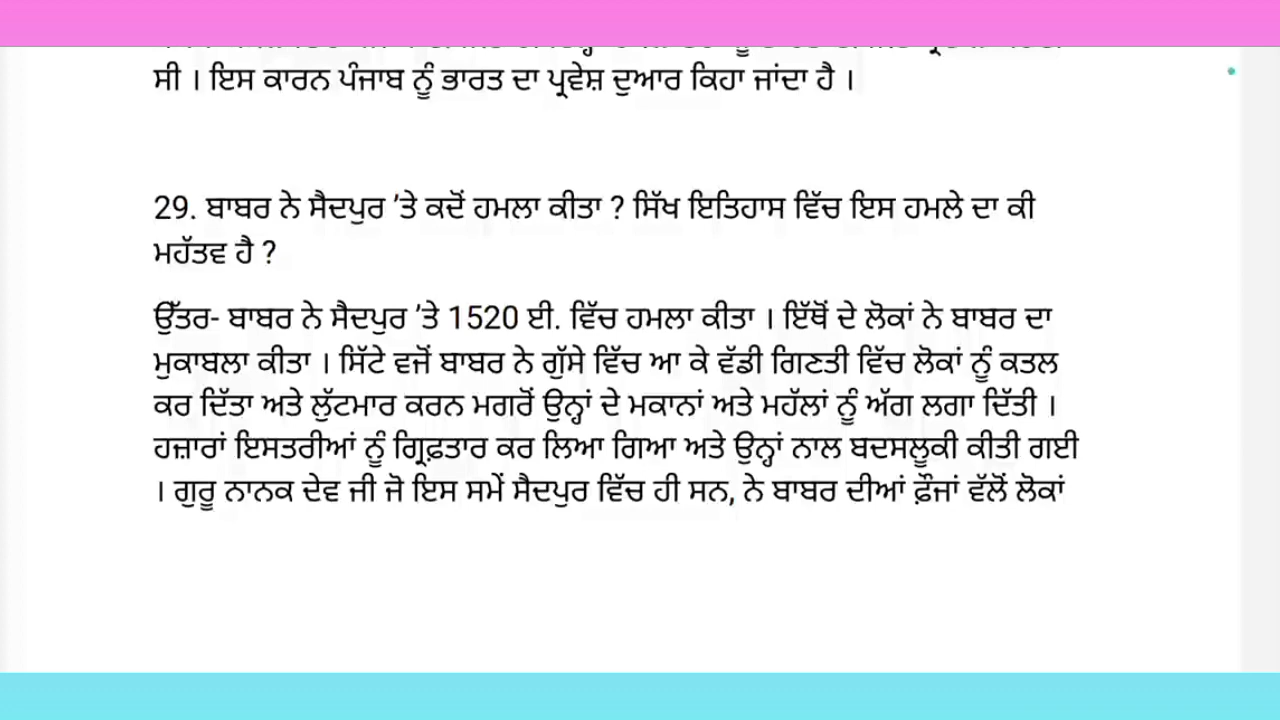 ਸੀ । ਇਸ ਕਾਰਨ ਪੰਜਾਬ ਨੂੰ ਭਾਰਤ ਦਾ ਪ੍ਰਵੇਸ਼ ਦੁਆਰ ਕਿਹਾ ਜਾਂਦਾ ਹੈ ।
29. ਬਾਬਰ ਨੇ ਸੈਦਪੁਰ ’ਤੇ ਕਦੋਂ ਹਮਲਾ ਕੀਤਾ ? ਸਿੱਖ ਇਤਿਹਾਸ ਵਿੱਚ ਇਸ ਹਮਲੇ ਦਾ ਕੀ
ਮਹੱਤਵ ਹੈ ?
ਉੱਤਰ- ਬਾਬਰ ਨੇ ਸੈਦਪੁਰ ’ਤੇ 1520 ਈ. ਵਿੱਚ ਹਮਲਾ ਕੀਤਾ । ਇੱਥੋਂ ਦੇ ਲੋਕਾਂ ਨੇ ਬਾਬਰ ਦਾ
ਮੁਕਾਬਲਾ ਕੀਤਾ । ਸਿੱਟੇ ਵਜੋਂ ਬਾਬਰ ਨੇ ਗੁੱਸੇ ਵਿੱਚ ਆ ਕੇ ਵੱਡੀ ਗਿਣਤੀ ਵਿੱਚ ਲੋਕਾਂ ਨੂੰ ਕਤਲ
ਕਰ ਦਿੱਤਾ ਅਤੇ ਲੁੱਟਮਾਰ ਕਰਨ ਮਗਰੋਂ ਉਨ੍ਹਾਂ ਦੇ ਮਕਾਨਾਂ ਅਤੇ ਮਹੱਲਾਂ ਨੂੰ ਅੱਗ ਲਗਾ ਦਿੱਤੀ ।
ਹਜ਼ਾਰਾਂ ਇਸਤਰੀਆਂ ਨੂੰ ਗ੍ਰਿਫ਼ਤਾਰ ਕਰ ਲਿਆ ਗਿਆ ਅਤੇ ਉਨ੍ਹਾਂ ਨਾਲ ਬਦਸਲੂਕੀ ਕੀਤੀ ਗਈ
। ਗੁਰੂ ਨਾਨਕ ਦੇਵ ਜੀ ਜੋ ਇਸ ਸਮੇਂ ਸੈਦਪੁਰ ਵਿੱਚ ਹੀ ਸਨ, ਨੇ ਬਾਬਰ ਦੀਆਂ ਫ਼ੌਜਾਂ ਵੱਲੋਂ ਲੋਕਾਂ